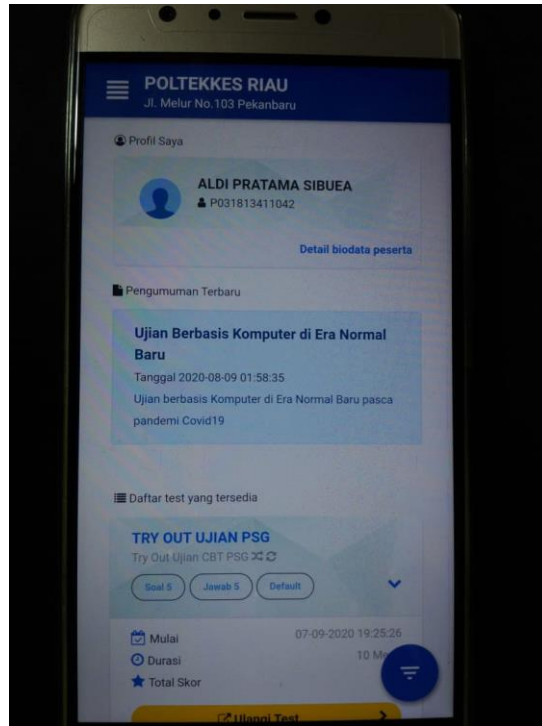 POLTEKKES RIAU
Jl. Melur No.103 Pekanbaru
Profil Saya
ALDI PRATAMA SIBUEA
P031813411042
Detail biodata peserta
Pengumuman Terbaru
Ujian Berbasis Komputer di Era Normal
Baru
Tanggal 2020-08-09 01:58:35
Ujian berbasis Komputer di Era Normal Baru pasca
pandemi Covid19
Daftar test yang tersedia
TRY OUT UJIAN PSG
Try Out Ujian CBT PSG
Soal 5 Jawab 5 Default
Mulai 07-09-2020 19:25:26
Durasi 10
Total Skor
Ulangi Test